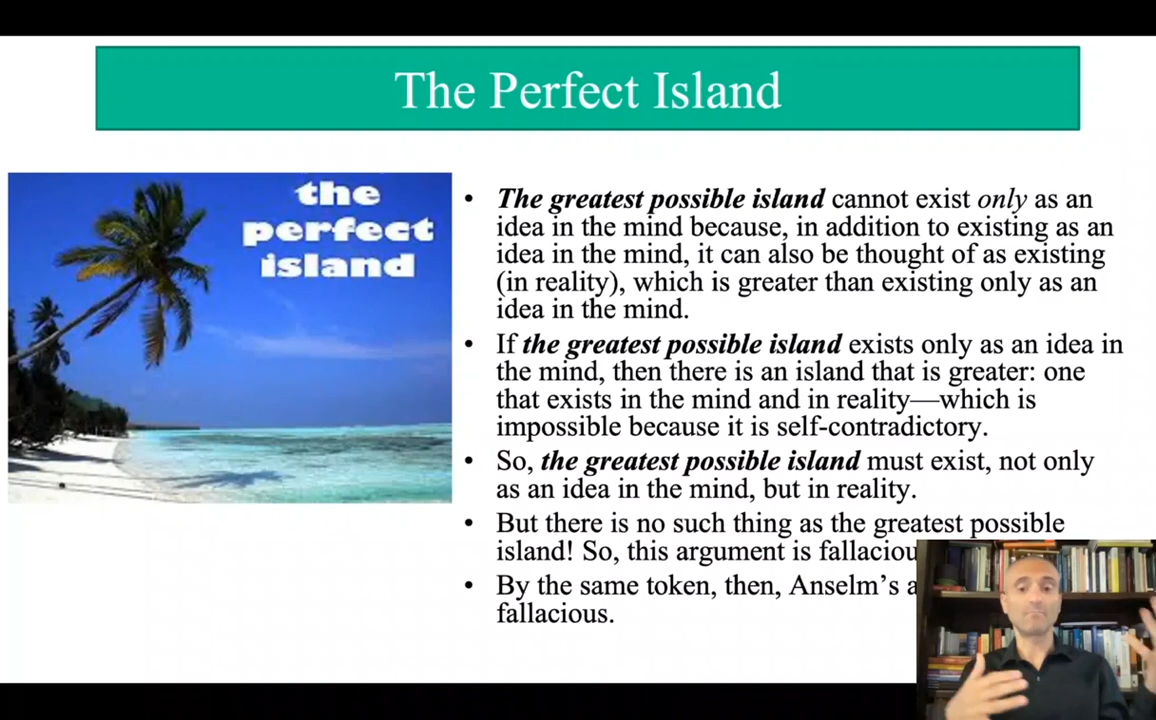 The Perfect Island
the
perfect
island
• The greatest possible island cannot exist only as an
idea in the mind because, in addition to existing as an
idea in the mind, it can also be thought of as existing
(in reality), which is greater than existing only as an
idea in the mind.
• If the greatest possible island exists only as an idea in
the mind, then there is an island that is greater: one
that exists in the mind and in reality—which is
impossible because it is self-contradictory.
• So, the greatest possible island must exist, not only
as an idea in the mind, but in reality.
• But there is no such thing as the greatest possible
island! So, this argument is fallaciou
• By the same token, then, Anselm's a
fallacious.